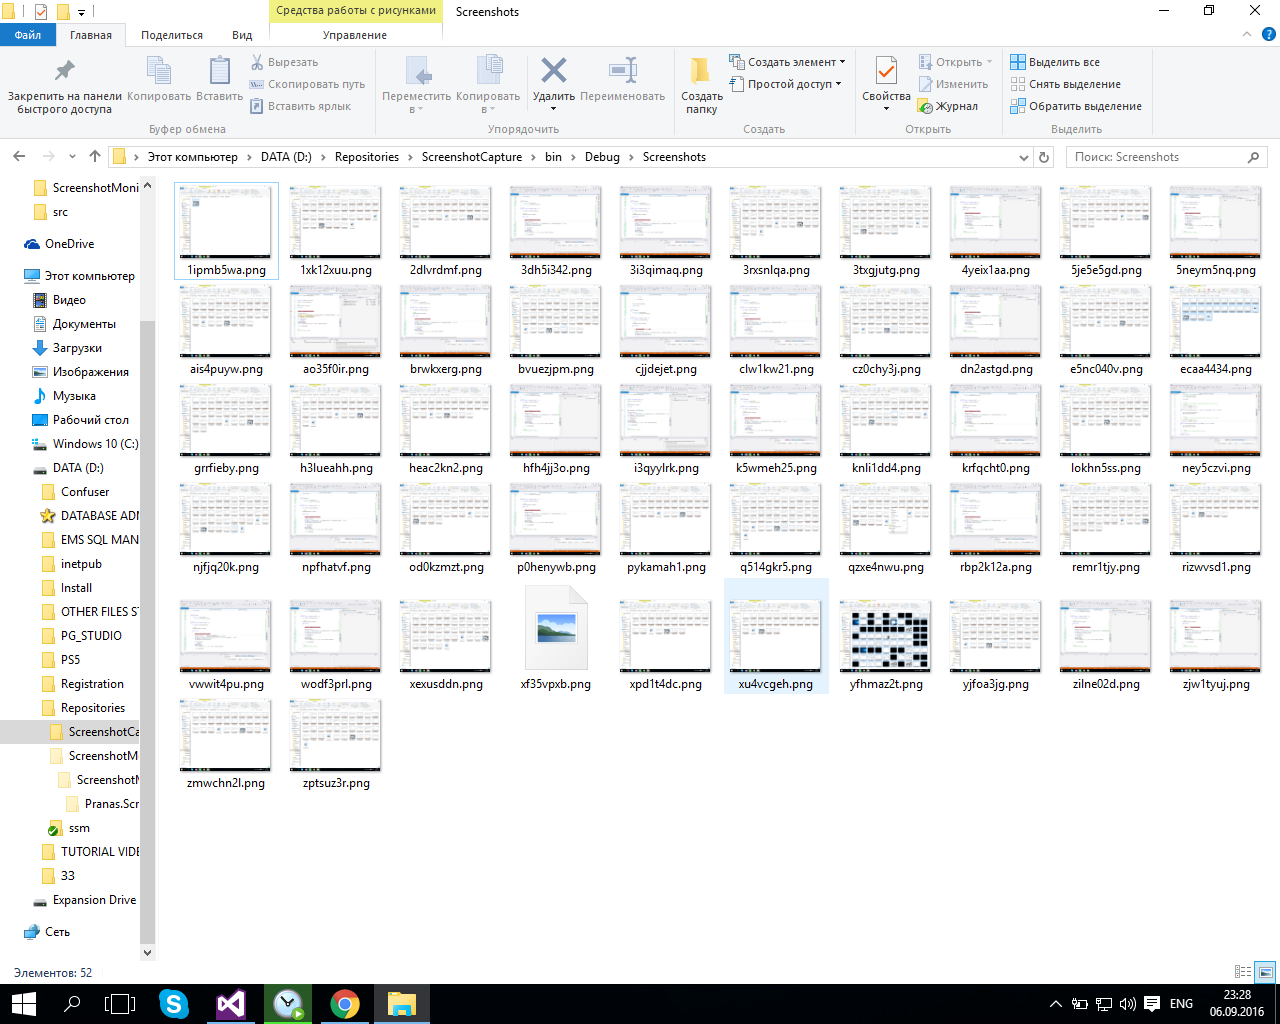 Средства работы с рисунками
Screenshots
Файл
Главная
Поделиться
Вид
Управление
Закрепить на панели быстрого доступа
Копировать
Вставить
Вырезать
Скопировать путь
Вставить ярлык
Буфер обмена
Переместить в
Копировать в
Удалить
Переименовать
Упорядочить
Создать папку
Создать элемент
Простой доступ
Создать
Свойства
Открыть
Изменить
Журнал
Открыть
Выделить все
Снять выделение
Обратить выделение
Выделить
Этот компьютер
DATA (D:)
Repositories
ScreenshotCapture
bin
Debug
Screenshots
Поиск: Screenshots
ScreenshotMoni
src
OneDrive
Этот компьютер
Видео
Документы
Загрузки
Изображения
Музыка
Рабочий стол
Windows 10 (C:)
DATA (D:)
Confuser
DATABASE ADM
EMS SQL MAN
inetpub
Install
OTHER FILES ST
PG_STUDIO
PS5
Registration
Repositories
ScreenshotCa
ScreenshotM
ScreenshotM
Pranas.Scr
ssm
TUTORIAL VIDE
33
Expansion Drive
Сеть
1ipmb5wa.png 1xk12xuu.png 2dlvrdmf.png 3dh5i342.png 3i3qimaq.png 3rxsnlqa.png 3txgjutg.png 4yeix1aa.png 5je5e5gd.png 5neym5nq.png
ais4puyw.png ao35f0ir.png brwkxerg.png bvuezjpm.png cjjdejet.png clw1kw21.png cz0chy3j.png dn2astgd.png e5nc040v.png ecaa4434.png
grrfieby.png h3lueahh.png heac2kn2.png hfh4jj3o.png i3qyylrk.png k5wmeh25.png knli1dd4.png krfqcht0.png lokhn5ss.png ney5czvi.png
njfjq20k.png npfhatvf.png od0kzmzt.png p0henywb.png pykamah1.png q514gkr5.png qzxe4nwu.png rbp2k12a.png remr1tjy.png rizwvsd1.png
vwwit4pu.png wodf3prl.png xexusddn.png xf35vpxb.png xpd1t4dc.png xu4vcgeh.png yfhmaz2t.png yjfoa3jg.png zilne02d.png zjw1tyuj.png
zmwchn2l.png zptsuz3r.png
Элементов: 52
ENG
23:28
06.09.2016